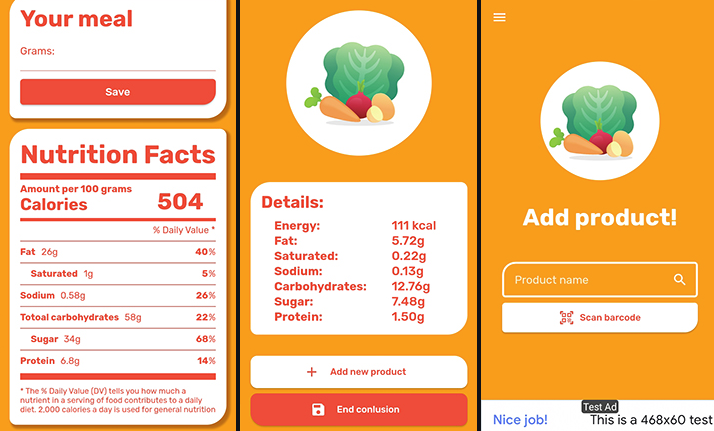 Your meal
Grams:
Save
Nutrition Facts
Amount per 100 grams
Calories 504
% Daily Value *
Fat 26g 40%
Saturated 1g 5%
Sodium 0.58g 26%
Totoal carbohydrates 58g 22%
Sugar 34g 68%
Protein 6.8g 14%
* The % Daily Value (DV) tells you how much a
nutrient in a serving of food contributes to a daily
diet. 2,000 calories a day is used for general nutrition
Details:
Energy: 111 kcal
Fat: 5.72g
Saturated: 0.22g
Sodium: 0.13g
Carbohydrates: 12.76g
Sugar: 7.48g
Protein: 1.50g
Add new product
End conlusion
Add product!
Product name
Scan barcode
Test Ad
Nice job! This is a 468x60 test